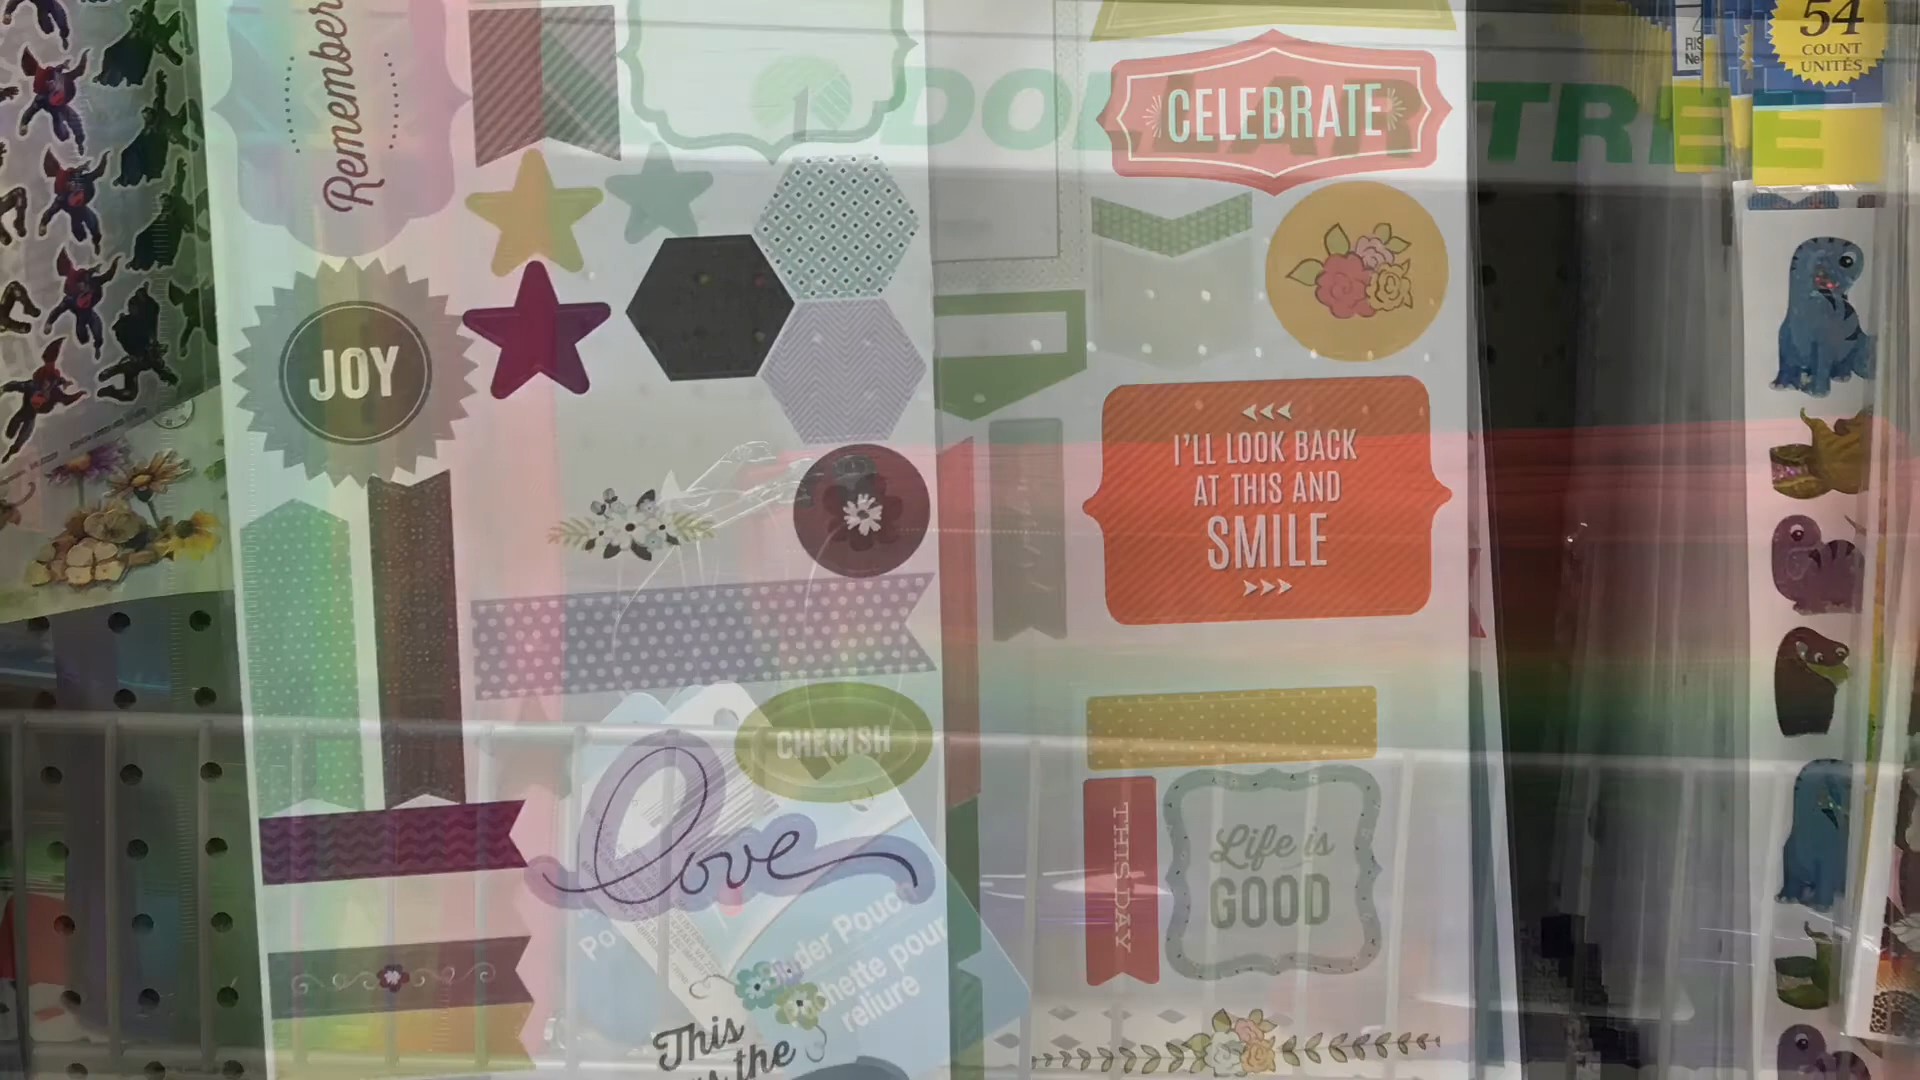 Remember
DOLLAR TREE
CELEBRATE
54
COUNT
UNITÉS
JOY
I'LL LOOK BACK
AT THIS AND
SMILE
CHERISH
love
THIS DAY
Life is
GOOD
Binder Pouch
Pochette pour
reliure
This
the